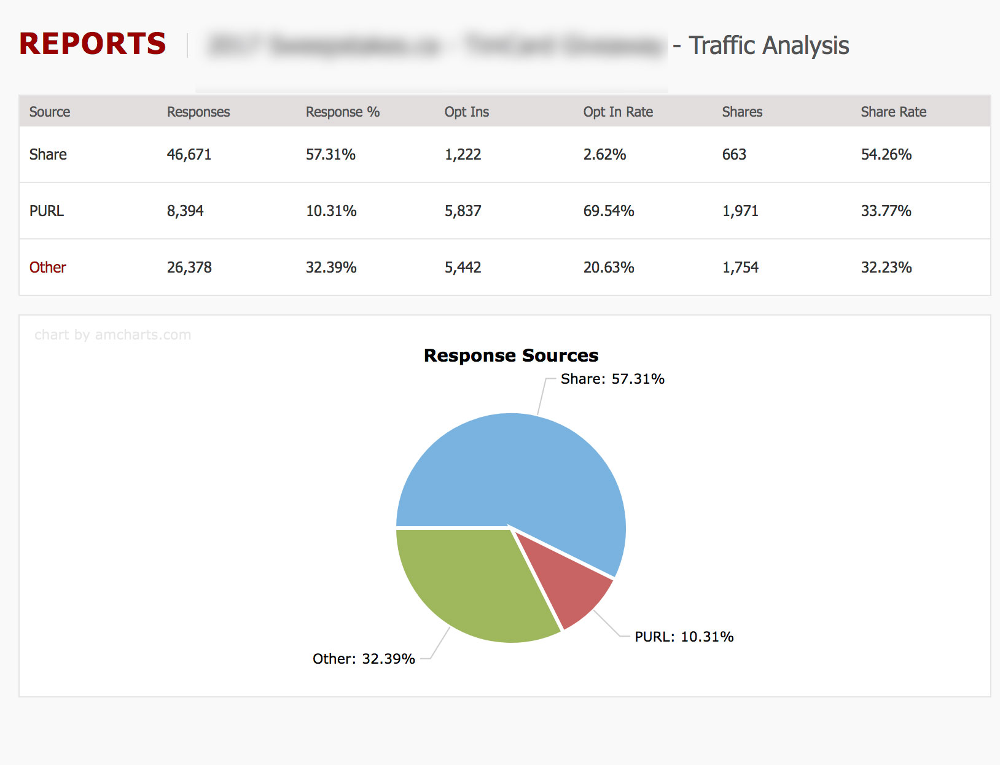 REPORTS - Traffic Analysis
Source Responses Response % Opt Ins Opt In Rate Shares Share Rate
Share 46,671 57.31% 1,222 2.62% 663 54.26%
PURL 8,394 10.31% 5,837 69.54% 1,971 33.77%
Other 26,378 32.39% 5,442 20.63% 1,754 32.23%
chart by amcharts.com
Response Sources
Share: 57.31%
PURL: 10.31%
Other: 32.39%